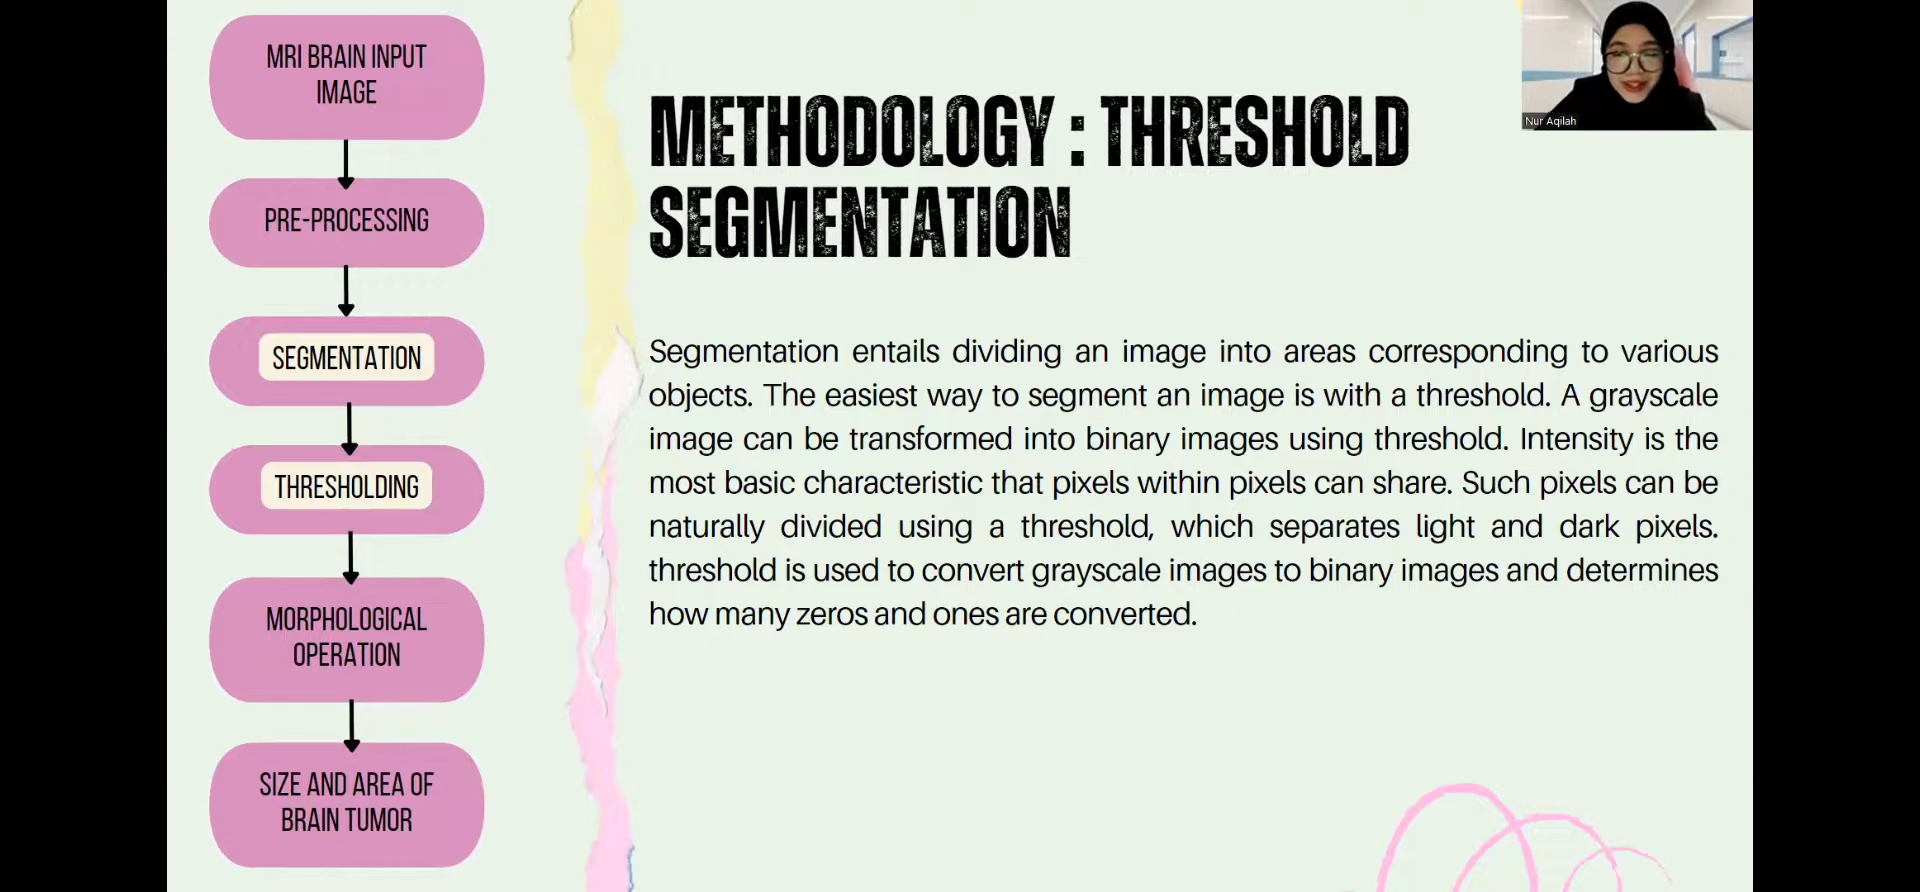 MRI BRAIN INPUT
IMAGE
PRE-PROCESSING
SEGMENTATION
THRESHOLDING
MORPHOLOGICAL
OPERATION
SIZE AND AREA OF
BRAIN TUMOR
METHODOLOGY : THRESHOLD
SEGMENTATION
Segmentation entails dividing an image into areas corresponding to various
objects. The easiest way to segment an image is with a threshold. A grayscale
image can be transformed into binary images using threshold. Intensity is the
most basic characteristic that pixels within pixels can share. Such pixels can be
naturally divided using a threshold, which separates light and dark pixels.
threshold is used to convert grayscale images to binary images and determines
how many zeros and ones are converted.
Nur Aqilah